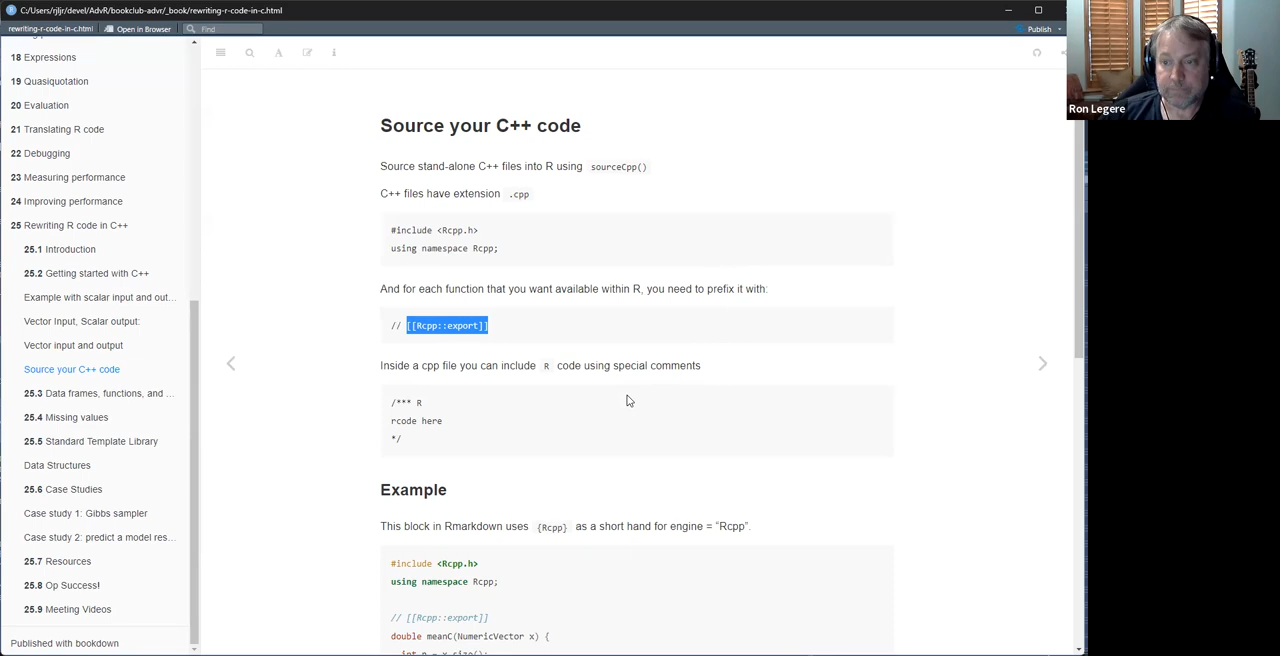 C:/Users/rjljr/devel/AdvR/bookclub-advr/_book/rewriting-r-code-in-c.html
rewriting-r-code-in-c.html
Open in Browser
Find
Publish
18 Expressions
19 Quasiquotation
20 Evaluation
21 Translating R code
22 Debugging
23 Measuring performance
24 Improving performance
25 Rewriting R code in C++
25.1 Introduction
25.2 Getting started with C++
Example with scalar input and out...
Vector Input, Scalar output:
Vector input and output
Source your C++ code
25.3 Data frames, functions, and ...
25.4 Missing values
25.5 Standard Template Library
Data Structures
25.6 Case Studies
Case study 1: Gibbs sampler
Case study 2: predict a model res...
25.7 Resources
25.8 Op Success!
25.9 Meeting Videos
Published with bookdown
Source your C++ code
Source stand-alone C++ files into R using sourceCpp()
C++ files have extension .cpp
#include <Rcpp.h>
using namespace Rcpp;
And for each function that you want available within R, you need to prefix it with:
// [[Rcpp::export]]
Inside a cpp file you can include R code using special comments
/*** R
rcode here
*/
Example
This block in Rmarkdown uses {Rcpp} as a short hand for engine = “Rcpp”.
#include <Rcpp.h>
using namespace Rcpp;
// [[Rcpp::export]]
double meanC(NumericVector x) {
int n = x.size();
Ron Legere